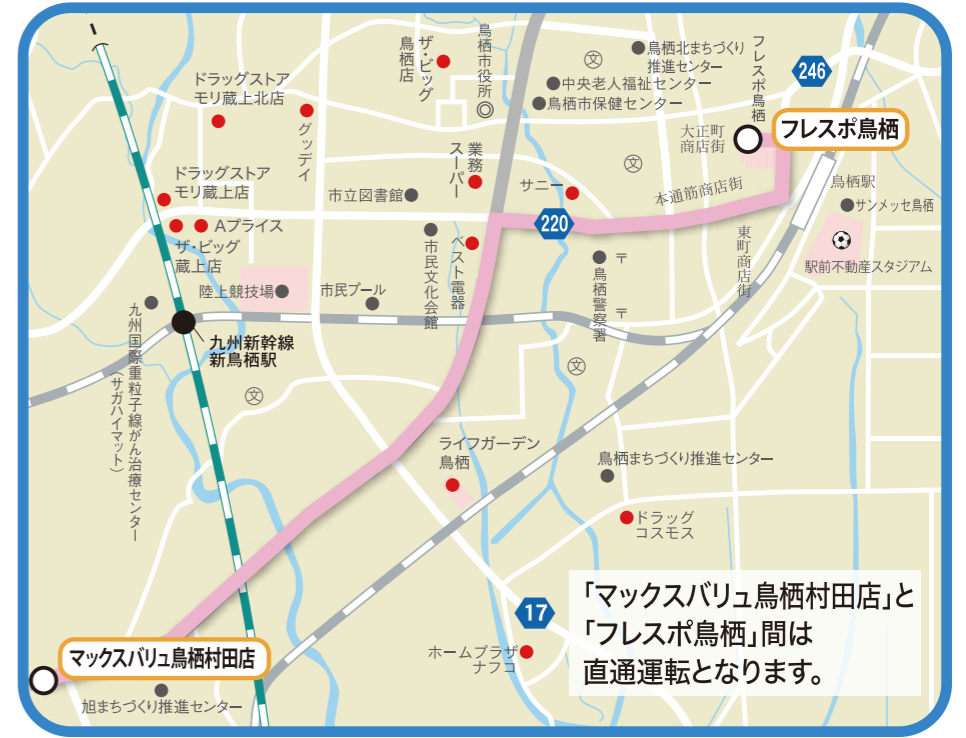 ザ・ビッグ
鳥栖店
鳥栖市役所
文
鳥栖北まちづくり
推進センター
中央老人福祉センター
鳥栖市保健センター
フレスポ鳥栖
246
フレスポ鳥栖
ドラッグストア
モリ蔵上北店
グッデイ
大正町
商店街
業務
スーパー
文
サニー
本通筋商店街
鳥栖駅
サンメッセ鳥栖
ドラッグストア
モリ蔵上店
市立図書館
Aプライス
ザ・ビッグ
蔵上店
220
市民文化会館
ベスト電器
鳥栖警察署
〒
〒
東町商店街
駅前不動産スタジアム
陸上競技場
市民プール
九州新幹線
新鳥栖駅
九州国際重粒子線がん治療センター
(サガハイマット)
文
文
ライフガーデン
鳥栖
鳥栖まちづくり推進センター
ドラッグ
コスモス
17
ホームプラザ
ナフコ
マックスバリュ鳥栖村田店
旭まちづくり推進センター
「マックスバリュ鳥栖村田店」と
「フレスポ鳥栖」間は
直通運転となります。